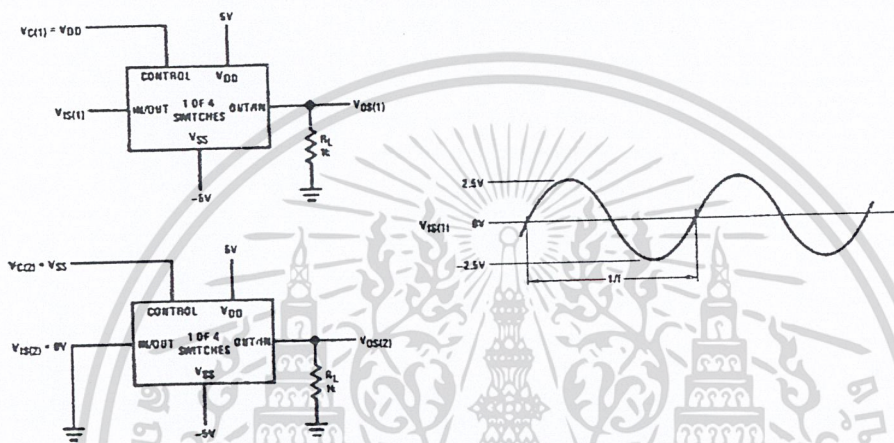 VC(1) = VDD
5V
CONTROL VDD
VIS(1) IN/OUT 1 OF 4 SWITCHES OUT/IN VOS(1)
VSS
RL
1k
-5V
VC(2) = VSS
5V
CONTROL VDD
VIS(2) = 0V IN/OUT 1 OF 4 SWITCHES OUT/IN VOS(2)
VSS
RL
1k
-5V
2.5V
VIS(1) 0V
-2.5V
1/f